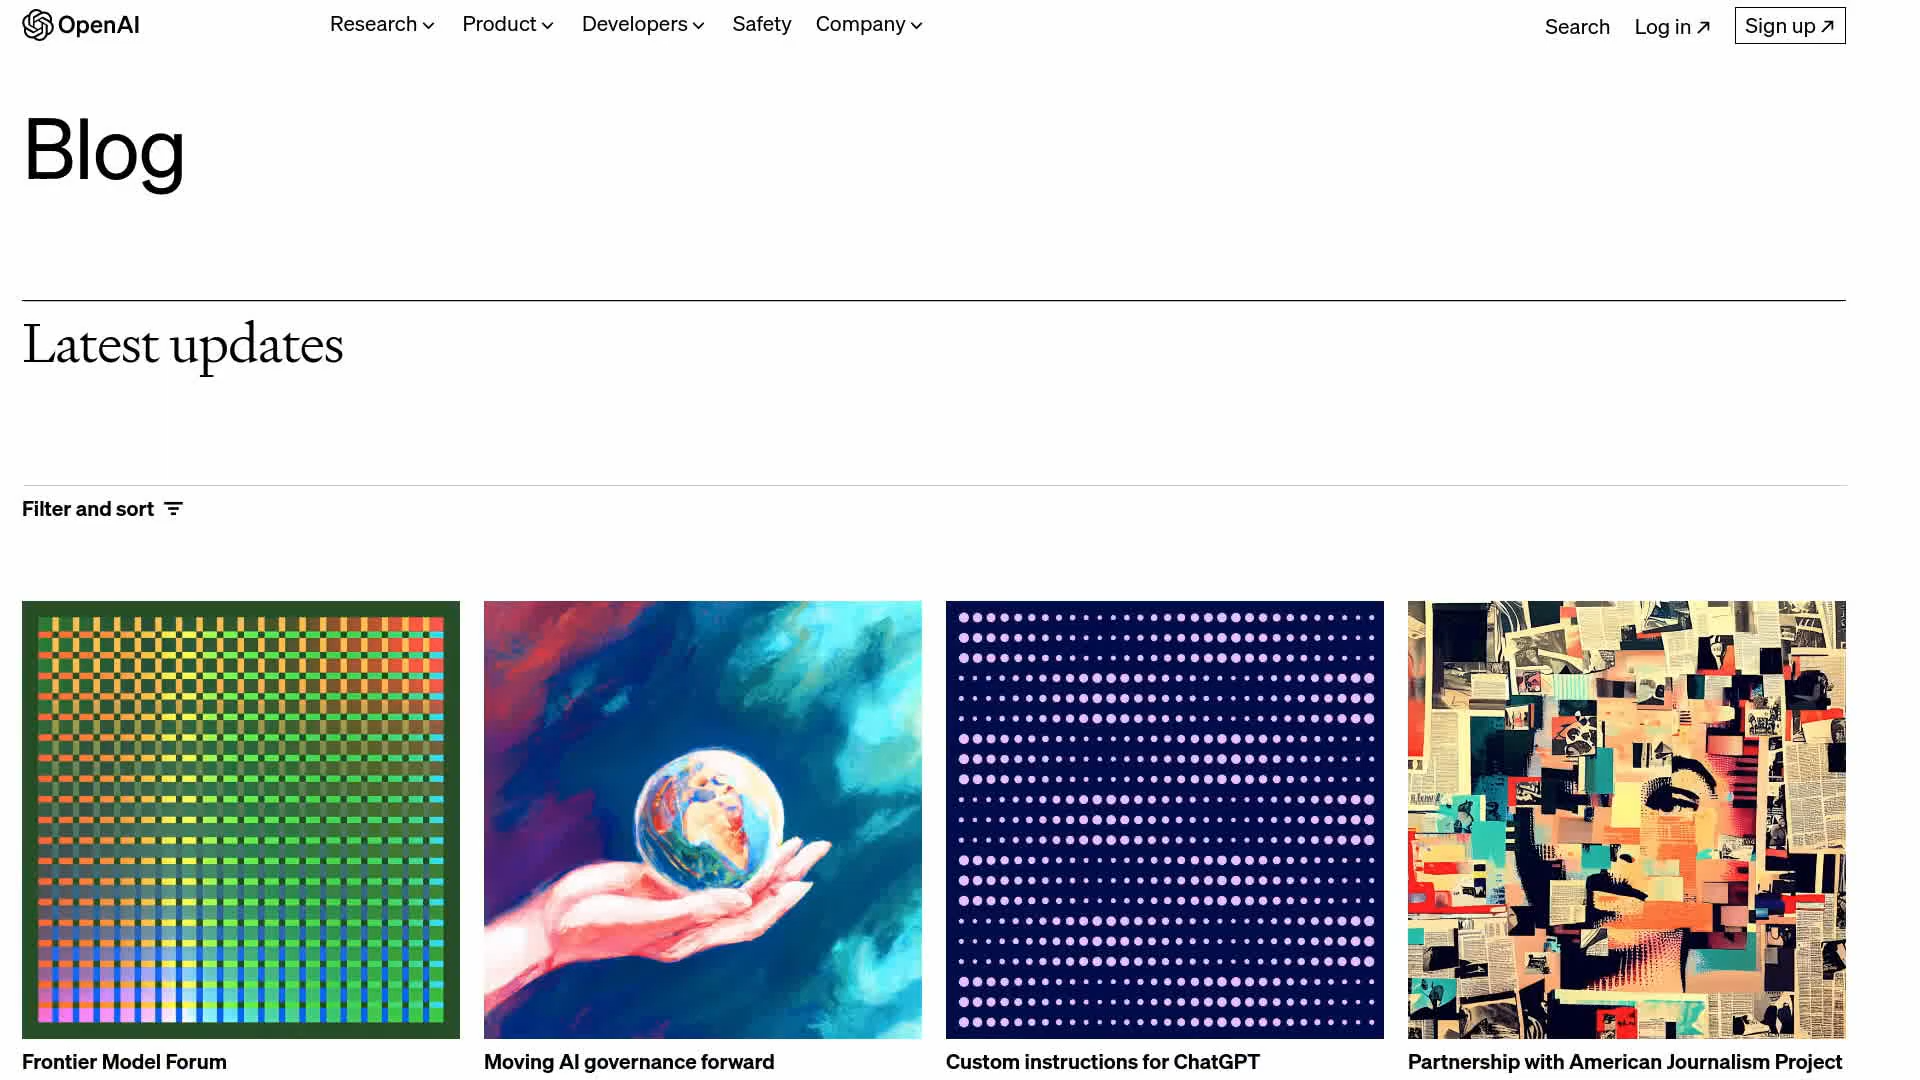 OpenAI
Research Product Developers Safety Company
Search Log in Sign up
Blog
Latest updates
Filter and sort
Frontier Model Forum
Moving AI governance forward
Custom instructions for ChatGPT
Partnership with American Journalism Project